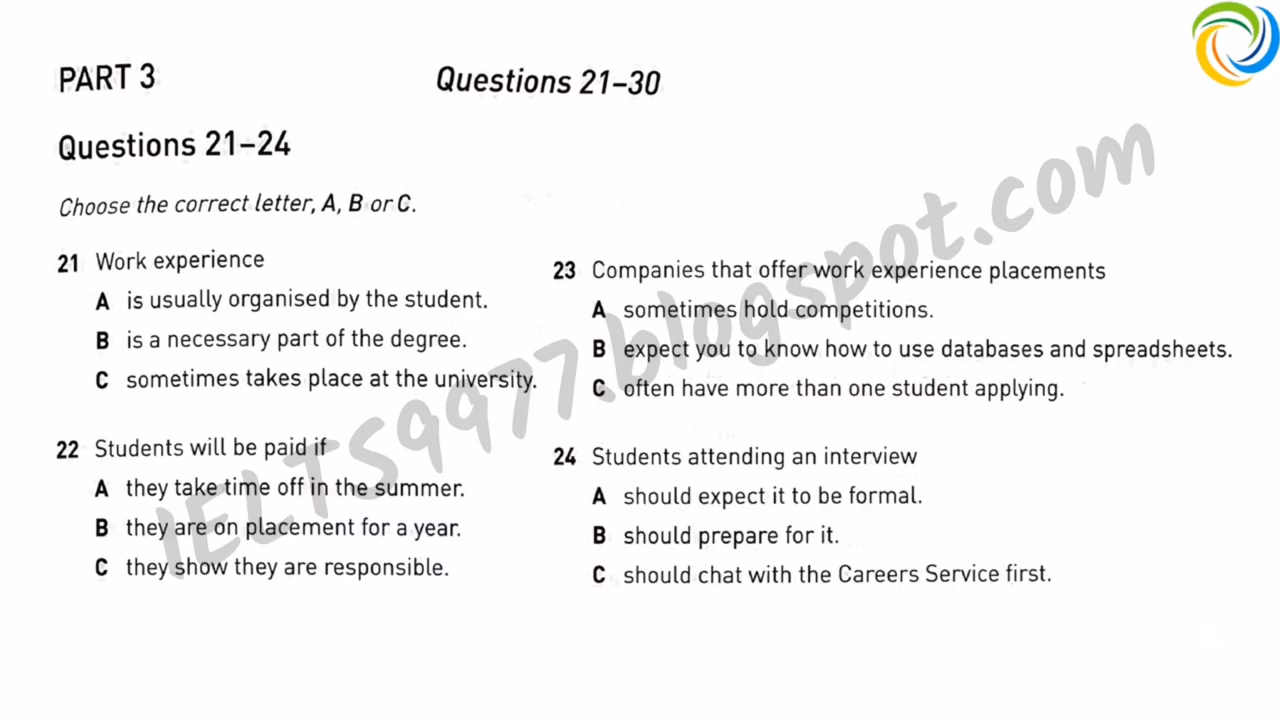 PART 3
Questions 21–30
Questions 21–24
Choose the correct letter, A, B or C.
21 Work experience
A is usually organised by the student.
B is a necessary part of the degree.
C sometimes takes place at the university.
22 Students will be paid if
A they take time off in the summer.
B they are on placement for a year.
C they show they are responsible.
23 Companies that offer work experience placements
A sometimes hold competitions.
B expect you to know how to use databases and spreadsheets.
C often have more than one student applying.
24 Students attending an interview
A should expect it to be formal.
B should prepare for it.
C should chat with the Careers Service first.
IELTS9977.blogspot.com